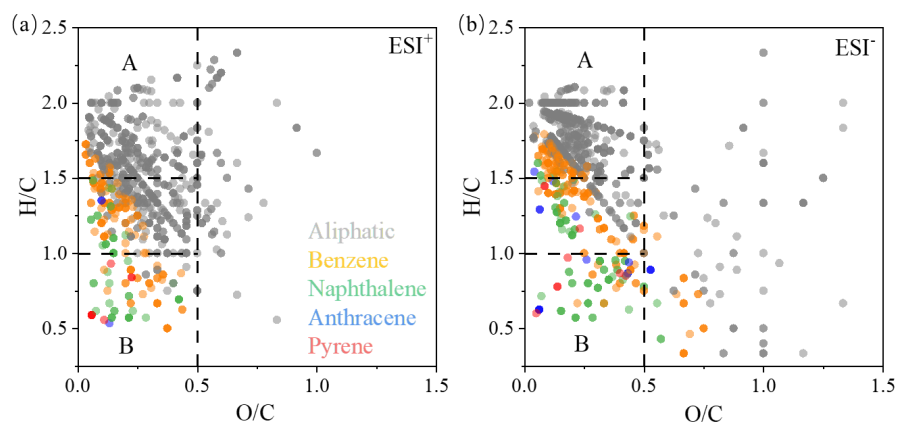 (a)
ESI⁺
A
B
2.5
2.0
1.5
1.0
0.5
H/C
0.0
0.5
1.0
1.5
O/C
Aliphatic
Benzene
Naphthalene
Anthracene
Pyrene
(b)
ESI⁻
A
B
2.5
2.0
1.5
1.0
0.5
H/C
0.0
0.5
1.0
1.5
O/C